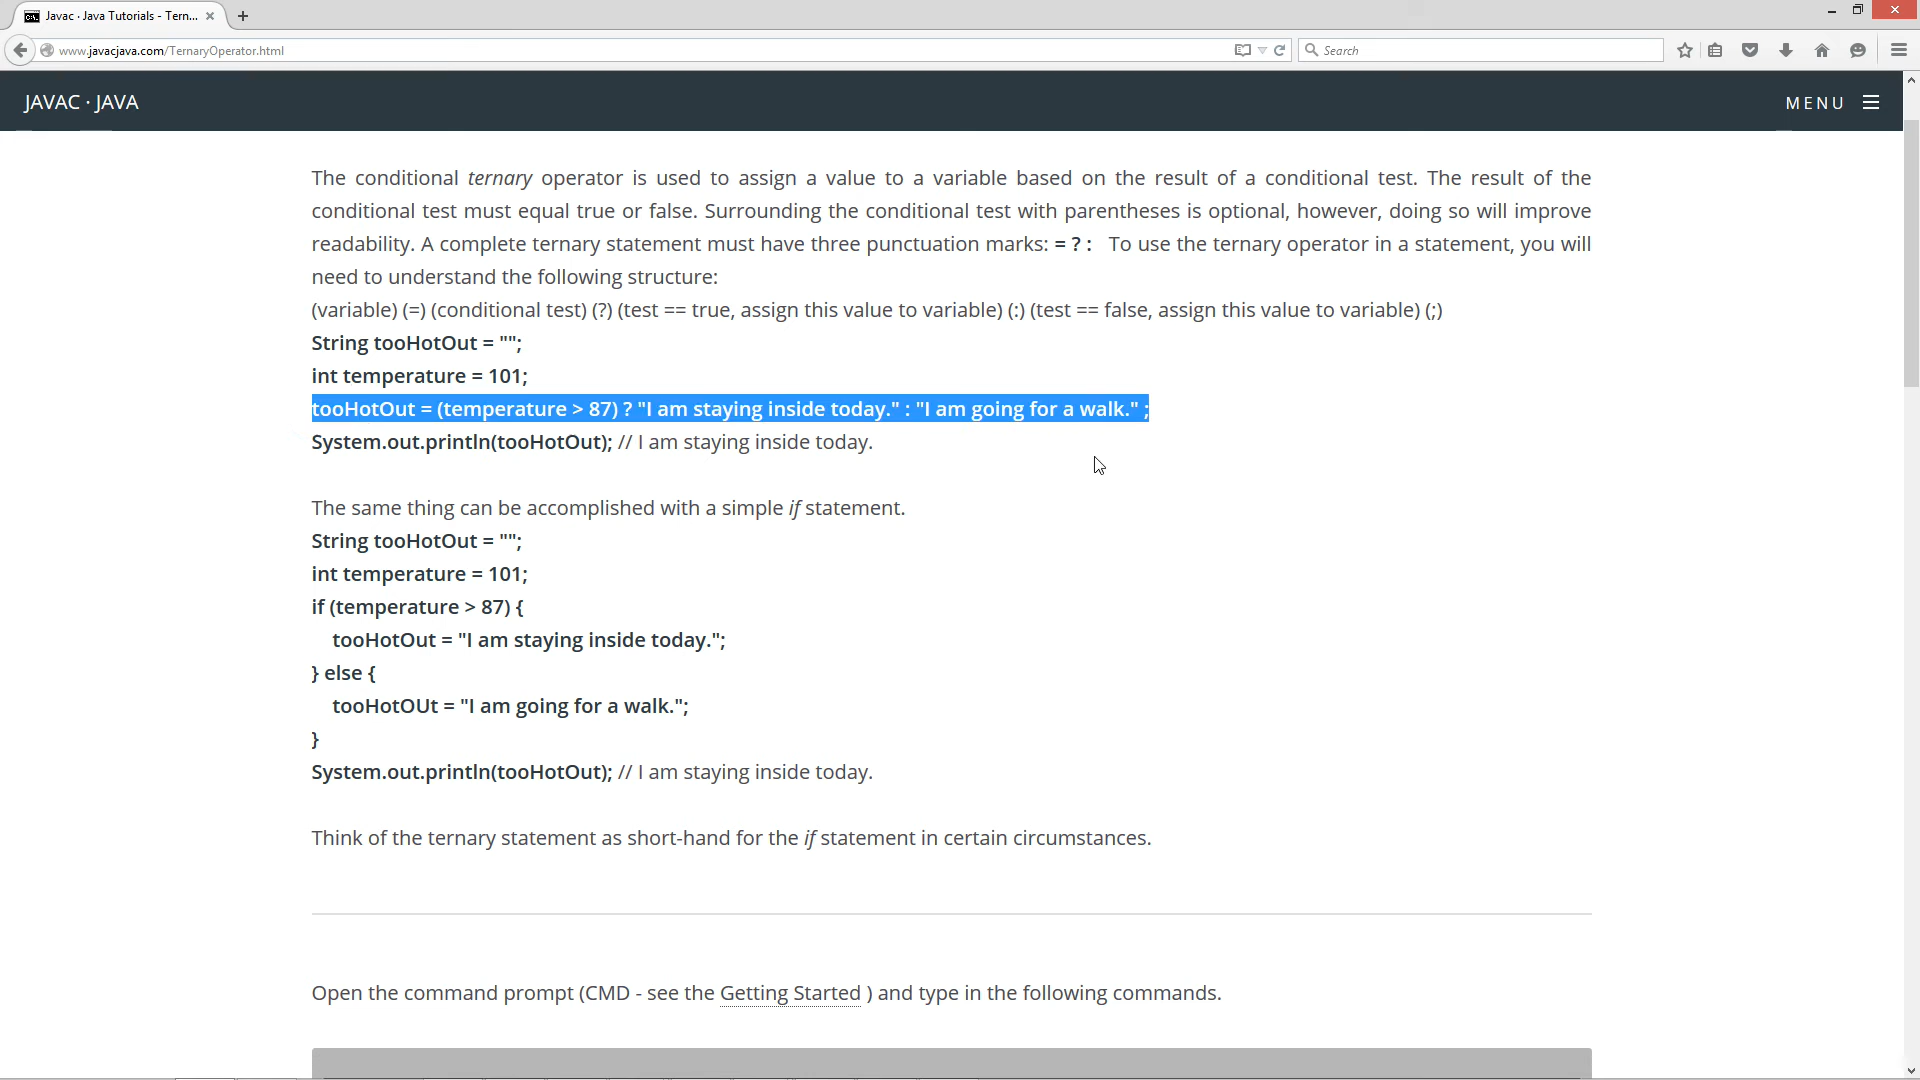 Javac · Java Tutorials - Tern...
www.javacjava.com/TernaryOperator.html
Search
JAVAC · JAVA
MENU
The conditional ternary operator is used to assign a value to a variable based on the result of a conditional test. The result of the
conditional test must equal true or false. Surrounding the conditional test with parentheses is optional, however, doing so will improve
readability. A complete ternary statement must have three punctuation marks: = ? : To use the ternary operator in a statement, you will
need to understand the following structure:
(variable) (=) (conditional test) (?) (test == true, assign this value to variable) (:) (test == false, assign this value to variable) (;)
String tooHotOut = "";
int temperature = 101;
tooHotOut = (temperature > 87) ? "I am staying inside today." : "I am going for a walk." ;
System.out.println(tooHotOut); // I am staying inside today.
The same thing can be accomplished with a simple if statement.
String tooHotOut = "";
int temperature = 101;
if (temperature > 87) {
tooHotOut = "I am staying inside today.";
} else {
tooHotOUt = "I am going for a walk.";
}
System.out.println(tooHotOut); // I am staying inside today.
Think of the ternary statement as short-hand for the if statement in certain circumstances.
Open the command prompt (CMD - see the Getting Started ) and type in the following commands.